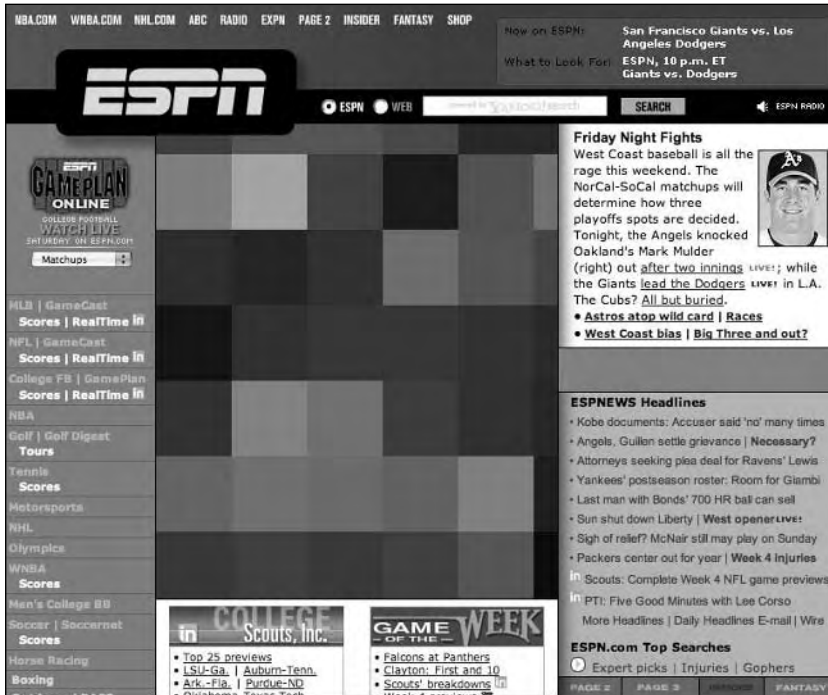 NBA.COM WNBA.COM NHL.COM ABC RADIO EXPN PAGE 2 INSIDER FANTASY SHOP
Now on ESPN: San Francisco Giants vs. Los
Angeles Dodgers
What to Look For: ESPN, 10 p.m. ET
Giants vs. Dodgers
ESPN
ESPN WEB
SEARCH
ESPN RADIO
ESPN
GAMEPLAN
ONLINE
COLLEGE FOOTBALL
WATCH LIVE
SATURDAY ON ESPN.COM
Matchups
MLB | GameCast
Scores | RealTime in
NFL | GameCast
Scores | RealTime in
College FB | GamePlan
Scores | RealTime in
NBA
Golf | Golf Digest
Tours
Tennis
Scores
Motorsports
NHL
Olympics
WNBA
Scores
Men's College BB
Soccer | Soccernet
Scores
Horse Racing
Boxing
Friday Night Fights
West Coast baseball is all the
rage this weekend. The
NorCal-SoCal matchups will
determine how three
playoffs spots are decided.
Tonight, the Angels knocked
Oakland's Mark Mulder
(right) out after two innings LIVE!; while
the Giants lead the Dodgers LIVE! in L.A.
The Cubs? All but buried.
• Astros atop wild card | Races
• West Coast bias | Big Three and out?
ESPNEWS Headlines
• Kobe documents: Accuser said 'no' many times
• Angels, Guillen settle grievance | Necessary?
• Attorneys seeking plea deal for Ravens' Lewis
• Yankees' postseason roster: Room for Giambi
• Last man with Bonds' 700 HR ball can sell
• Sun shut down Liberty | West opener LIVE!
• Sigh of relief? McNair still may play on Sunday
• Packers center out for year | Week 4 injuries
in Scouts: Complete Week 4 NFL game previews
in PTI: Five Good Minutes with Lee Corso
More Headlines | Daily Headlines E-mail | Wire
ESPN.com Top Searches
Expert picks | Injuries | Gophers
PAGE 2 PAGE 3 INSIDER FANTASY
in COLLEGE
Scouts, Inc.
• Top 25 previews
• LSU-Ga. | Auburn-Tenn.
• Ark.-Fla. | Purdue-ND
GAME
OF THE
WEEK
• Falcons at Panthers
• Clayton: First and 10
• Scouts' breakdowns in